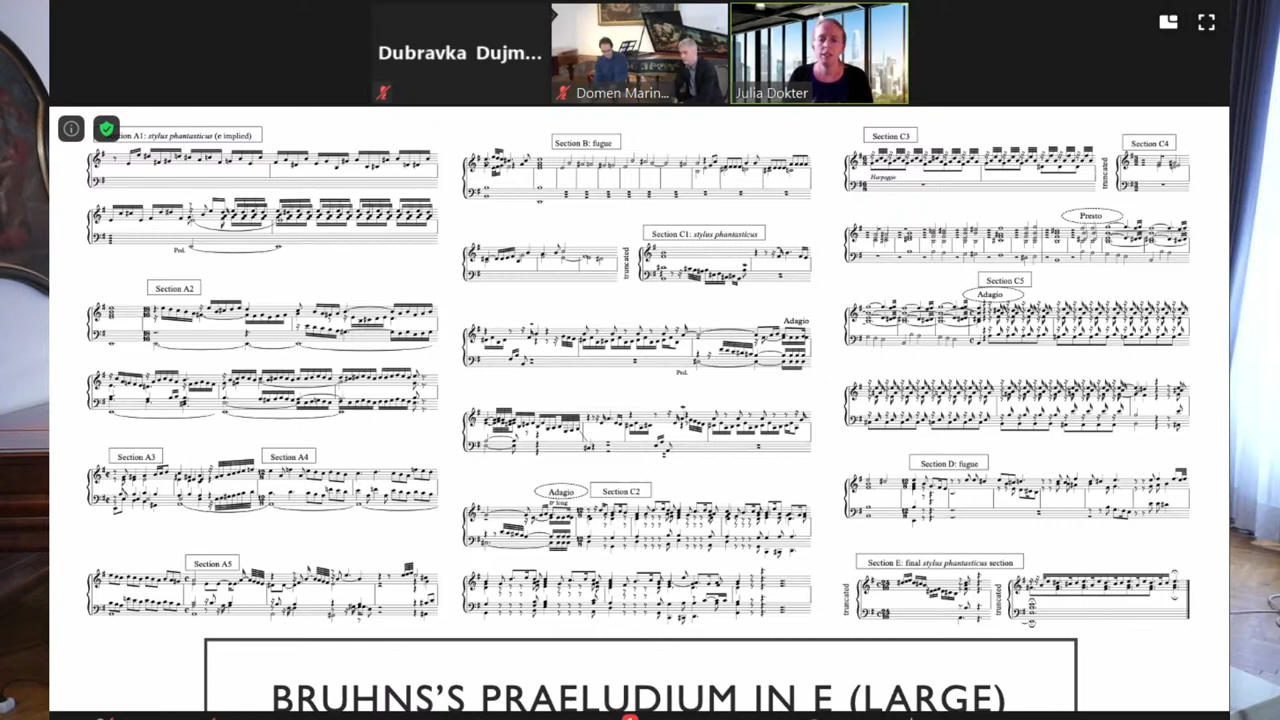 Dubravka Dujm...
Domen Marin...
Julia Dokter
ction A1: stylus phantasticus (e implied)
Ped.
Section A2
Section A3
Section A4
Section A5
Section B: fugue
truncated
Section C1: stylus phantasticus
Adagio
Ped.
Adagio
Section C2
Section C3
Harpeggio
truncated
Section C4
Presto
Section C5
Adagio
Section D: fugue
Section E: final stylus phantasticus section
truncated
truncated
BRUHNS'S PRAELUDIUM IN E (LARGE)